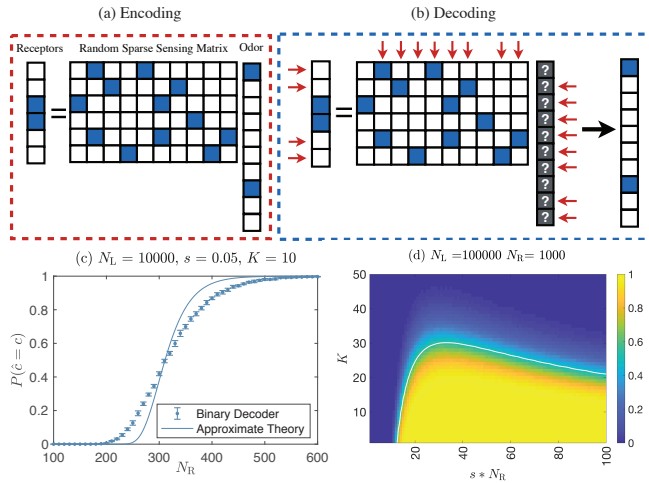 (a) Encoding
(b) Decoding
Receptors Random Sparse Sensing Matrix Odor
=
=
?
?
?
?
?
?
?
?
?
?
(c) N_L = 10000, s = 0.05, K = 10
P(ĉ = c)
1
0.8
0.6
0.4
0.2
0
Binary Decoder
Approximate Theory
100 200 300 400 500 600
N_R
(d) N_L =100000 N_R= 1000
K
50
40
30
20
10
20 40 60 80 100
s * N_R
1
0.8
0.6
0.4
0.2
0